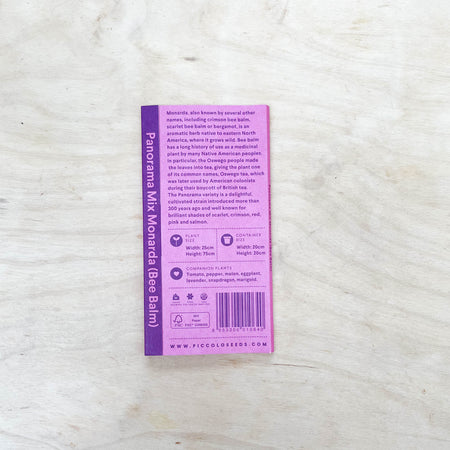 Panorama Mix Monarda (Bee Balm)
Monarda, also known by several other
names, including crimson bee balm,
scarlet bee balm or bergamot, is an
aromatic herb native to eastern North
America, where it grows wild. Bee balm
has a long history of use as a medicinal
plant by many Native American peoples.
In particular, the Oswego people made
the leaves into tea, giving the plant one
of its common names, Oswego tea, which
was later used by American colonists
during their boycott of British tea.
The Panorama variety is a delightful,
cultivated strain introduced more than
300 years ago and well known for
brilliant shades of scarlet, crimson, red,
pink and salmon.
PLANT
SIZE
Width: 25cm
Height: 75cm
CONTAINER
SIZE
Width: 20cm
Height: 20cm
COMPANION PLANTS
Tomato, pepper, melon, eggplant,
lavender, snapdragon, marigold.
MIX
Paper
FSC
WWW.PICCOLOSEEDS.COM